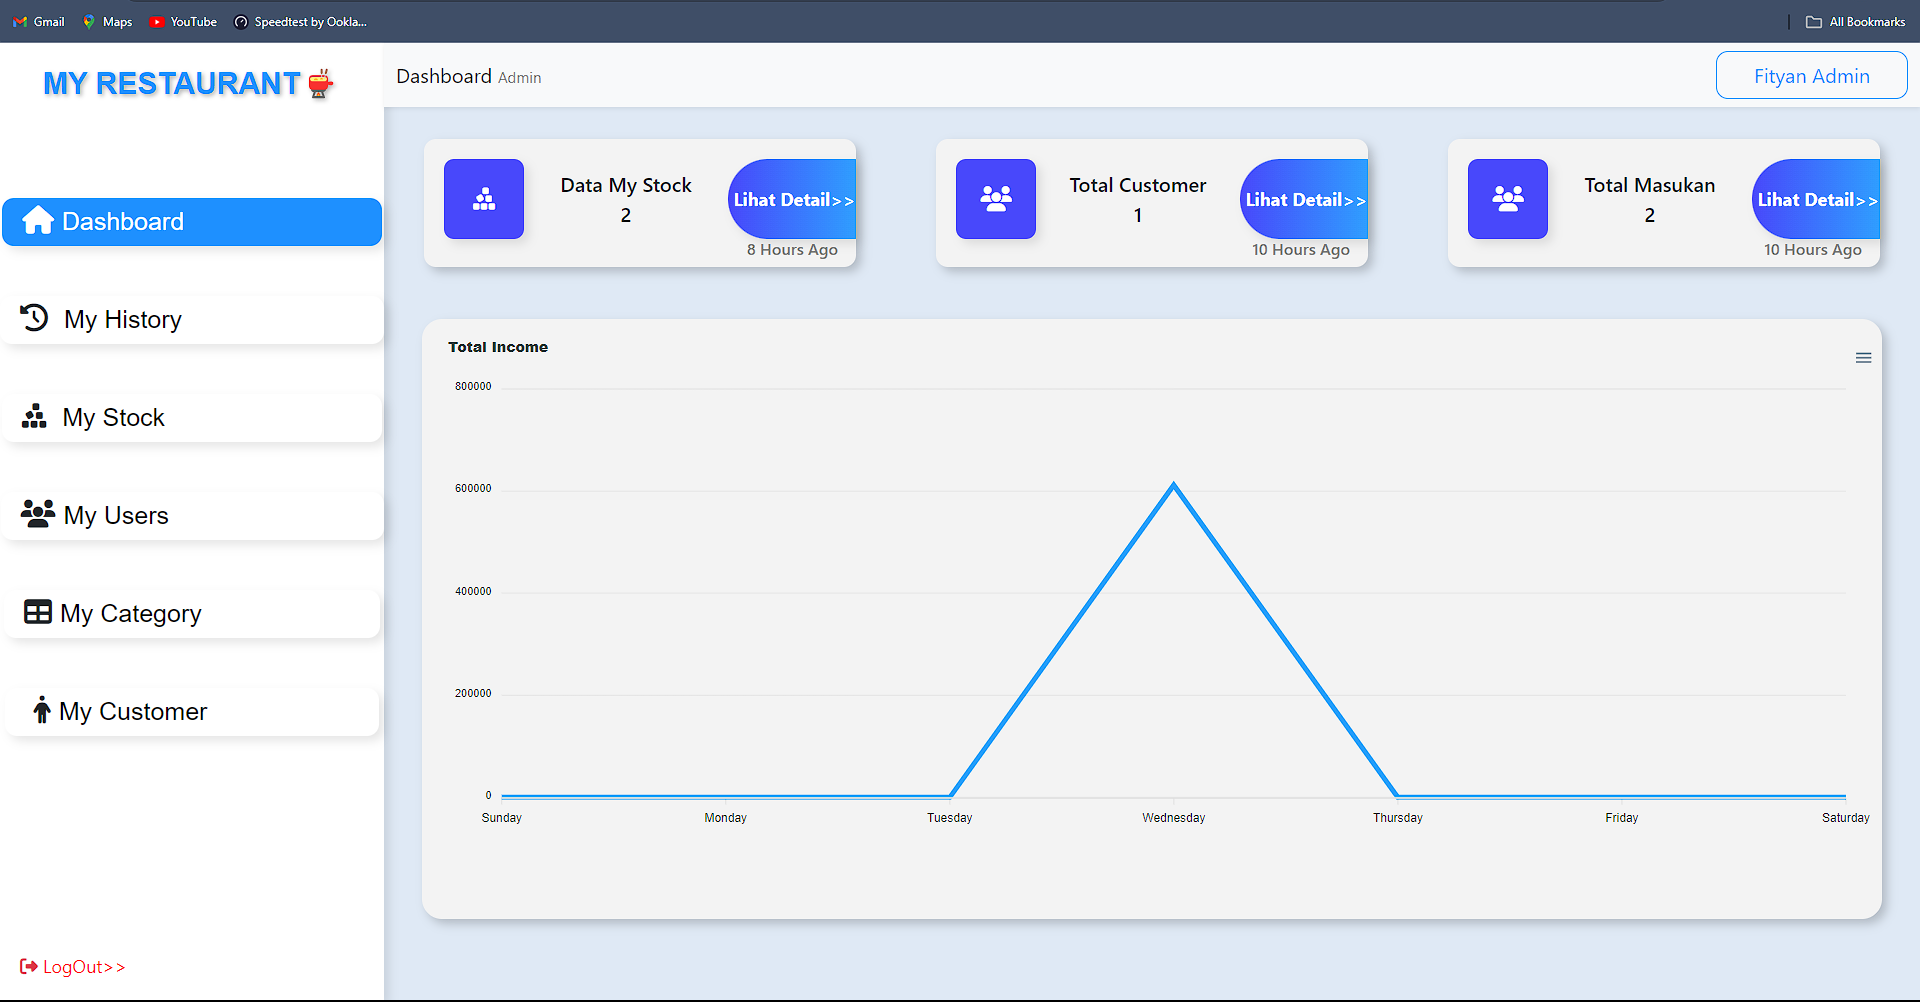 Gmail Maps YouTube Speedtest by Ookla... All Bookmarks
MY RESTAURANT
Dashboard Admin
Fityan Admin
Dashboard
My History
My Stock
My Users
My Category
My Customer
LogOut>>
Data My Stock
2
Lihat Detail>>
8 Hours Ago
Total Customer
1
Lihat Detail>>
10 Hours Ago
Total Masukan
2
Lihat Detail>>
10 Hours Ago
Total Income
800000
600000
400000
200000
0
Sunday Monday Tuesday Wednesday Thursday Friday Saturday